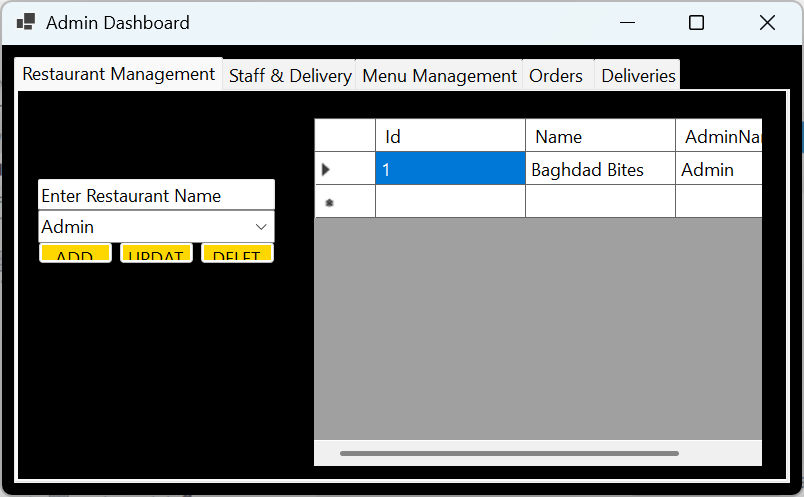 Admin Dashboard
Restaurant Management Staff & Delivery Menu Management Orders Deliveries
Id Name AdminNa
1 Baghdad Bites Admin
Enter Restaurant Name
Admin
ADD UPDAT DELET